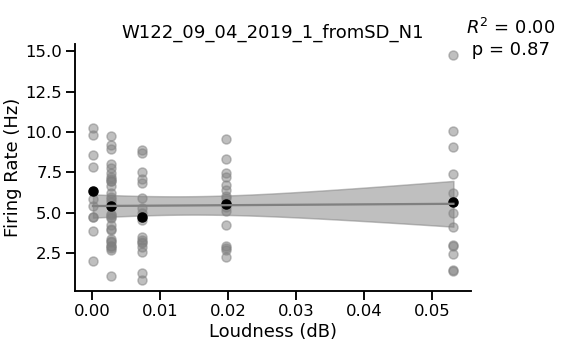 W122_09_04_2019_1_fromSD_N1
R² = 0.00
p = 0.87
Firing Rate (Hz)
15.0
12.5
10.0
7.5
5.0
2.5
0.00 0.01 0.02 0.03 0.04 0.05
Loudness (dB)